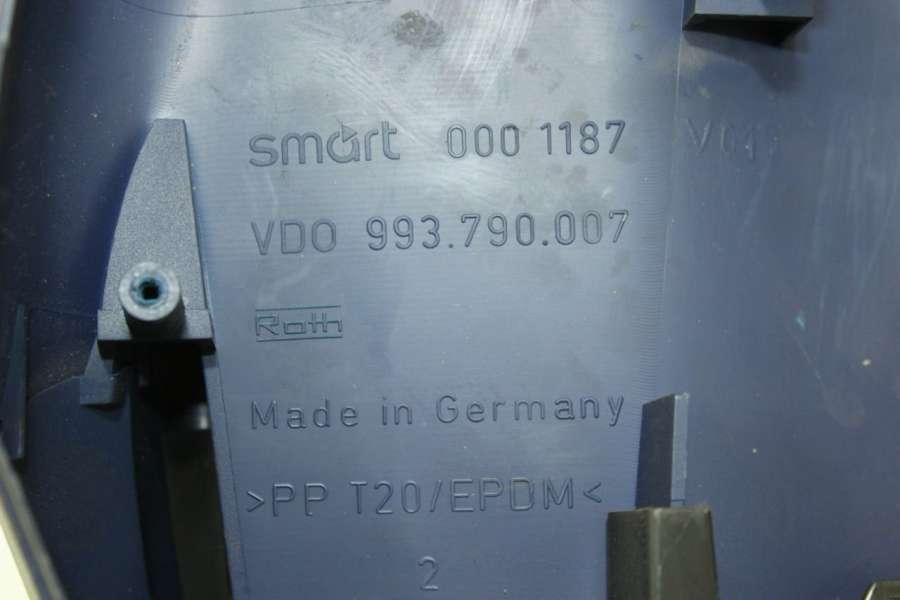 smart 000 1187
VDO 993.790.007
Roth
Made in Germany
>PP T20/EPDM<
2